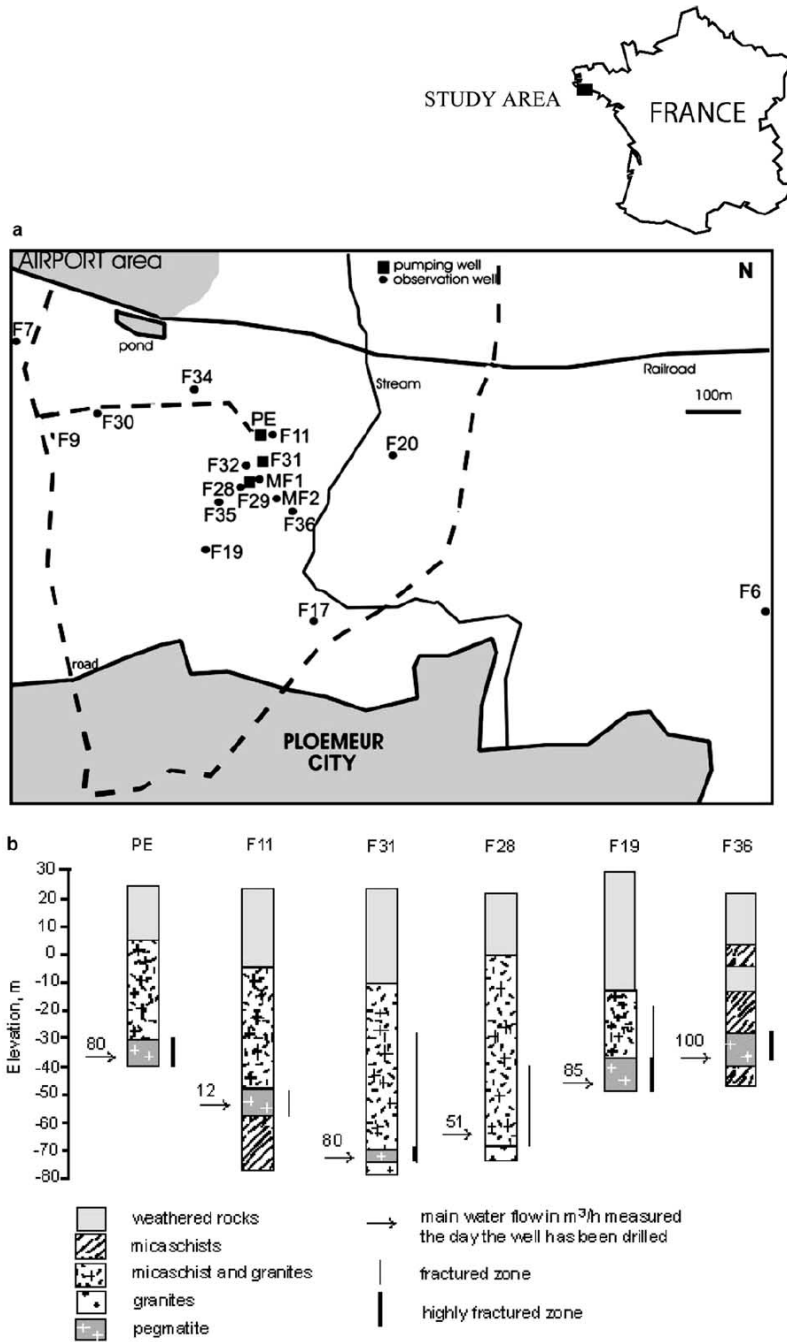 STUDY AREA
FRANCE
a
AIRPORT area
pumping well
observation well
N
F7
pond
F34
Stream
Railroad
100m
F30
PE
F11
F9
F20
F32
F31
MF1
F28
F29
MF2
F35
F36
F19
F6
F17
road
PLOEMEUR
CITY
b
PE F11 F31 F28 F19 F36
Elevation, m
30
20
10
0
-10
-20
-30
-40
-50
-60
-70
-80
80
12
80
51
85
100
weathered rocks
micaschists
micaschist and granites
granites
pegmatite
main water flow in m³/h measured
the day the well has been drilled
fractured zone
highly fractured zone